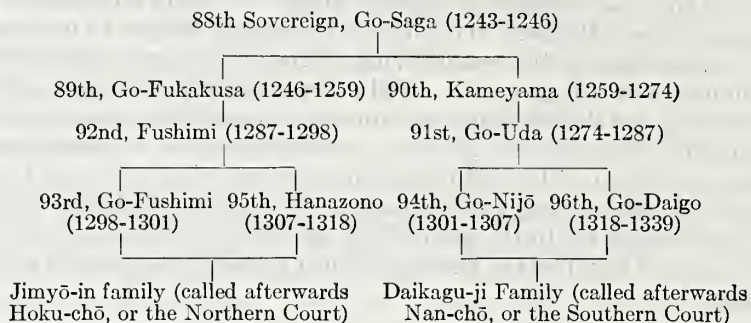 88th Sovereign, Go-Saga (1243-1246)
89th, Go-Fukakusa (1246-1259) 90th, Kameyama (1259-1274)
92nd, Fushimi (1287-1298) 91st, Go-Uda (1274-1287)
93rd, Go-Fushimi 95th, Hanazono 94th, Go-Nijō 96th, Go-Daigo
(1298-1301) (1307-1318) (1301-1307) (1318-1339)
Jimyō-in family (called afterwards Daikagu-ji Family (called afterwards
Hoku-chō, or the Northern Court) Nan-chō, or the Southern Court)